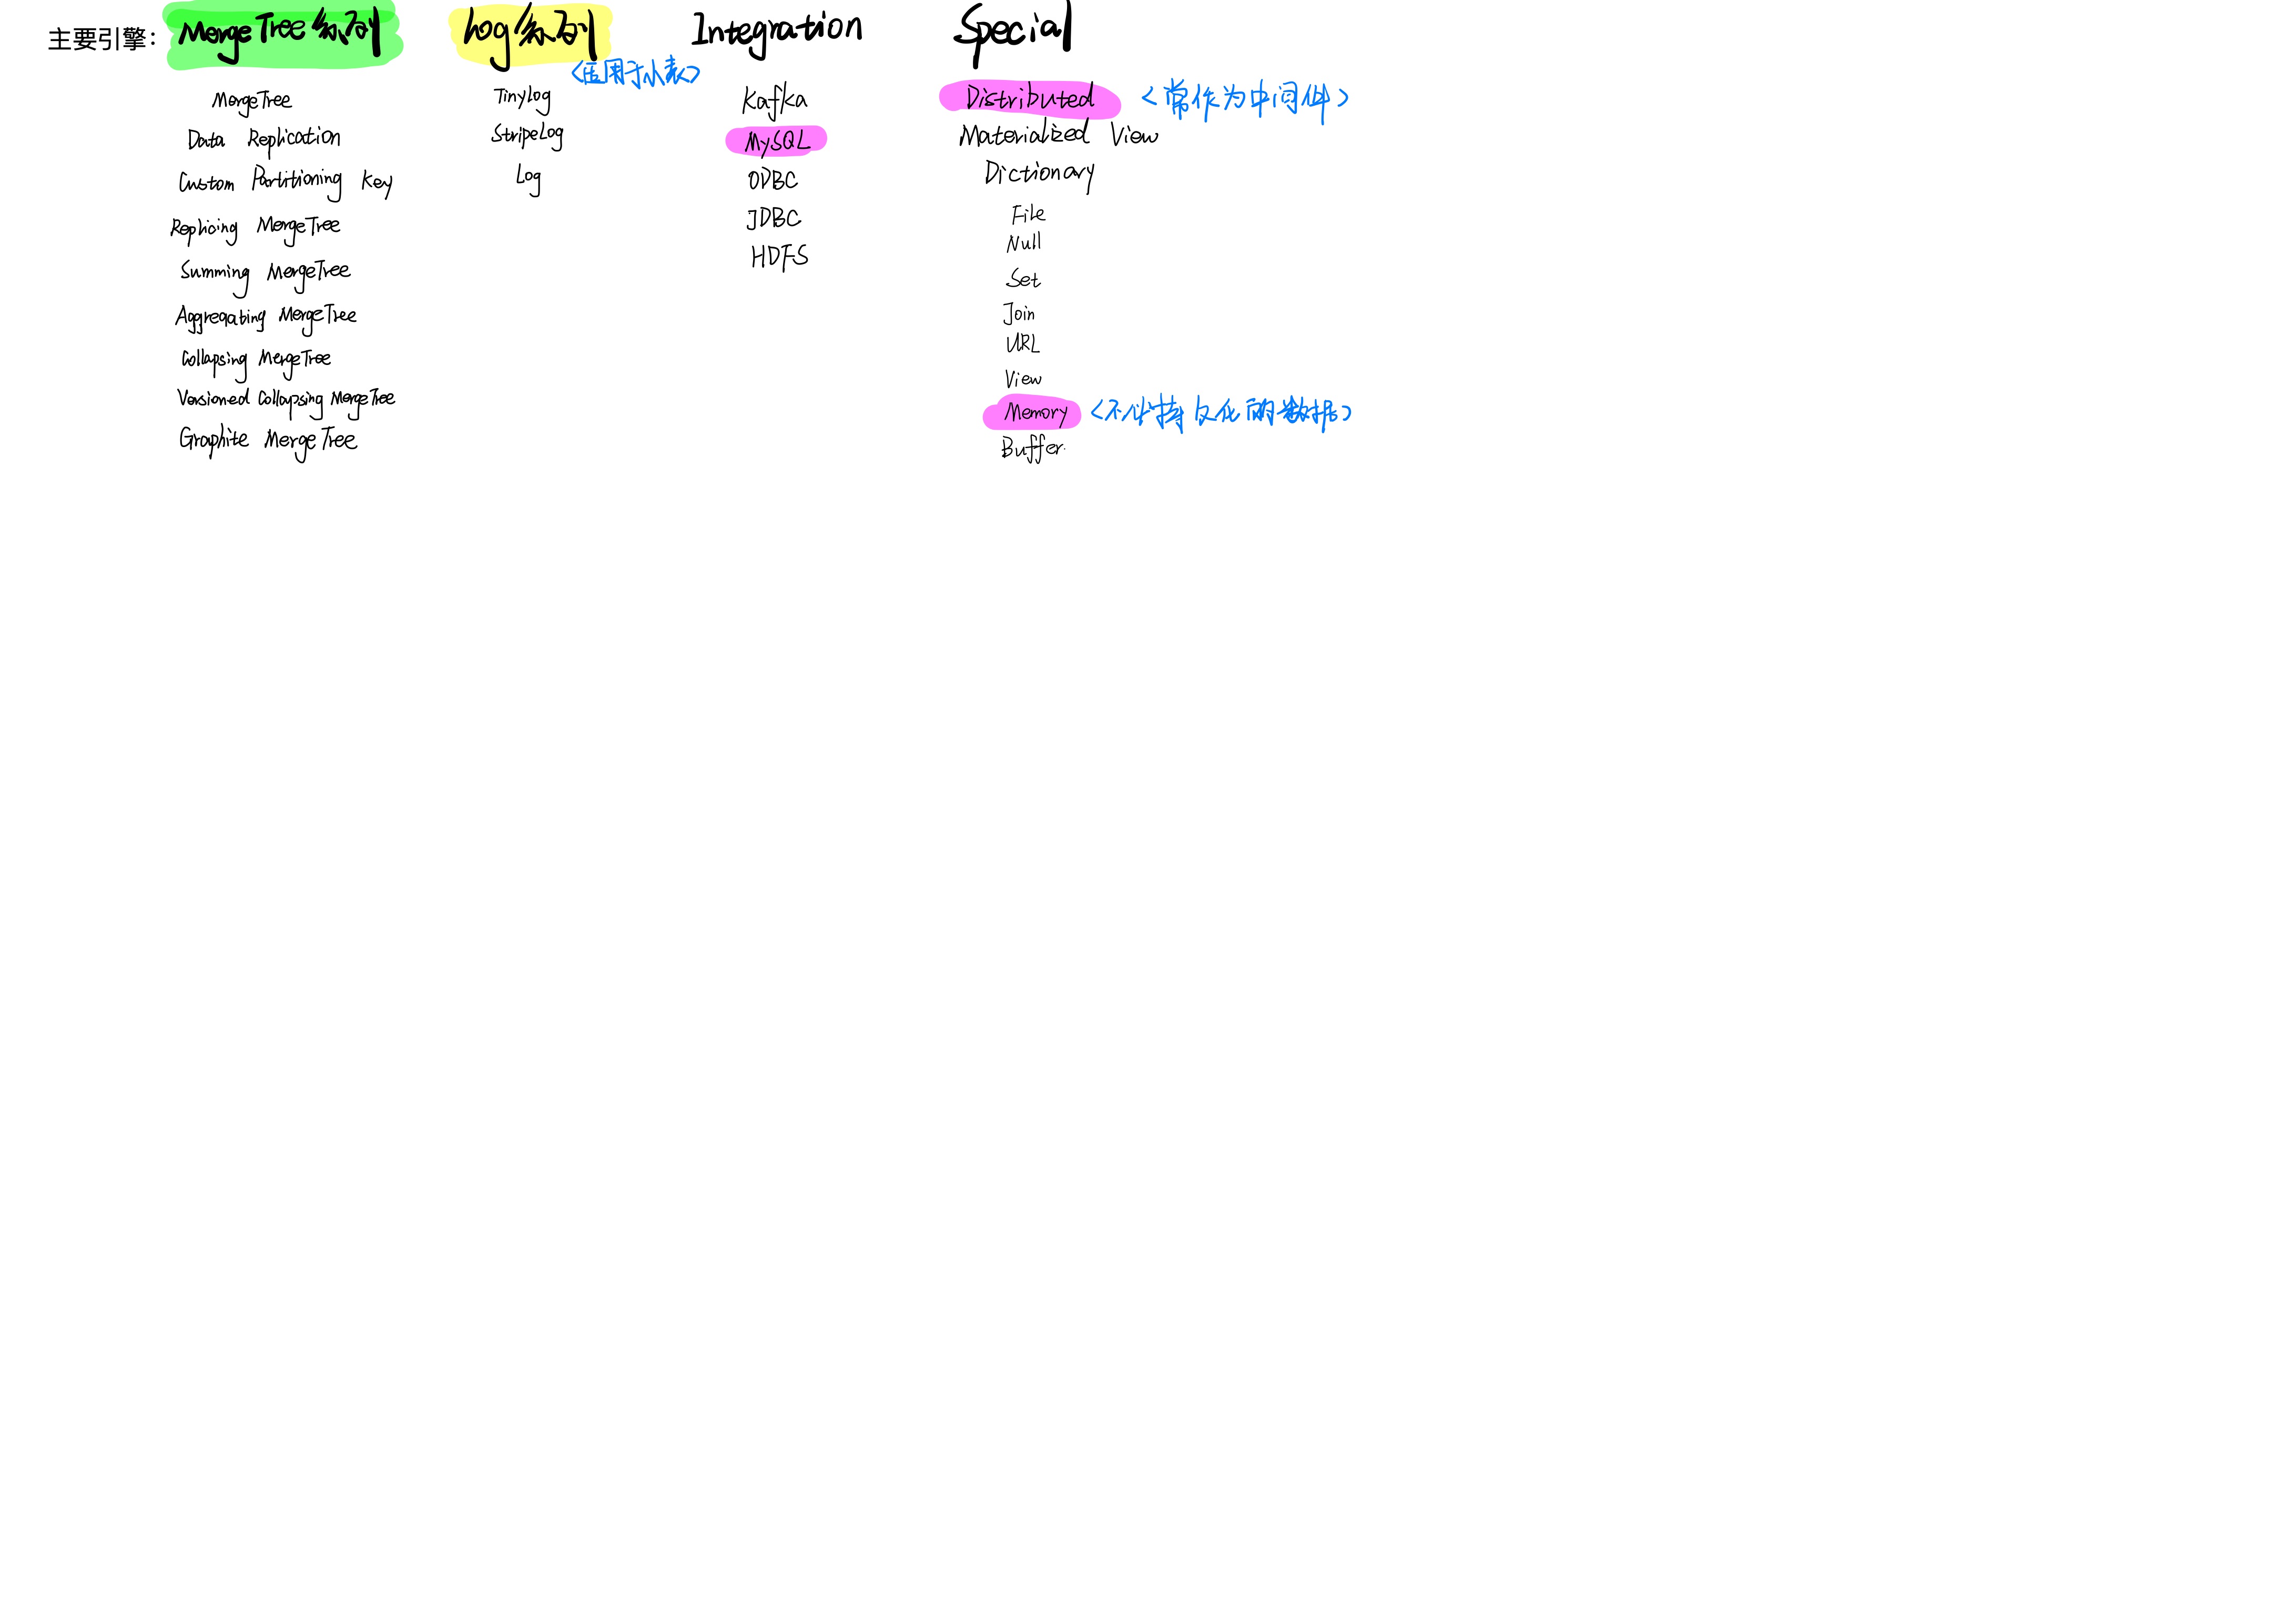 主要引擎：
MergeTree系列
MergeTree
Data Replication
Custom Partitioning Key
Replicing MergeTree
Summing MergeTree
Aggregating MergeTree
Collapsing MergeTree
Versioned Collapsing MergeTree
Graphite MergeTree
Log系列
<应用于小表>
TinyLog
StripeLog
Log
Integration
Kafka
MySQL
ODBC
JDBC
HDFS
Special
Distributed <常作为中间件>
Materialized View
Dictionary
File
Null
Set
Join
URL
View
Memory <不必持久化的数据>
Buffer